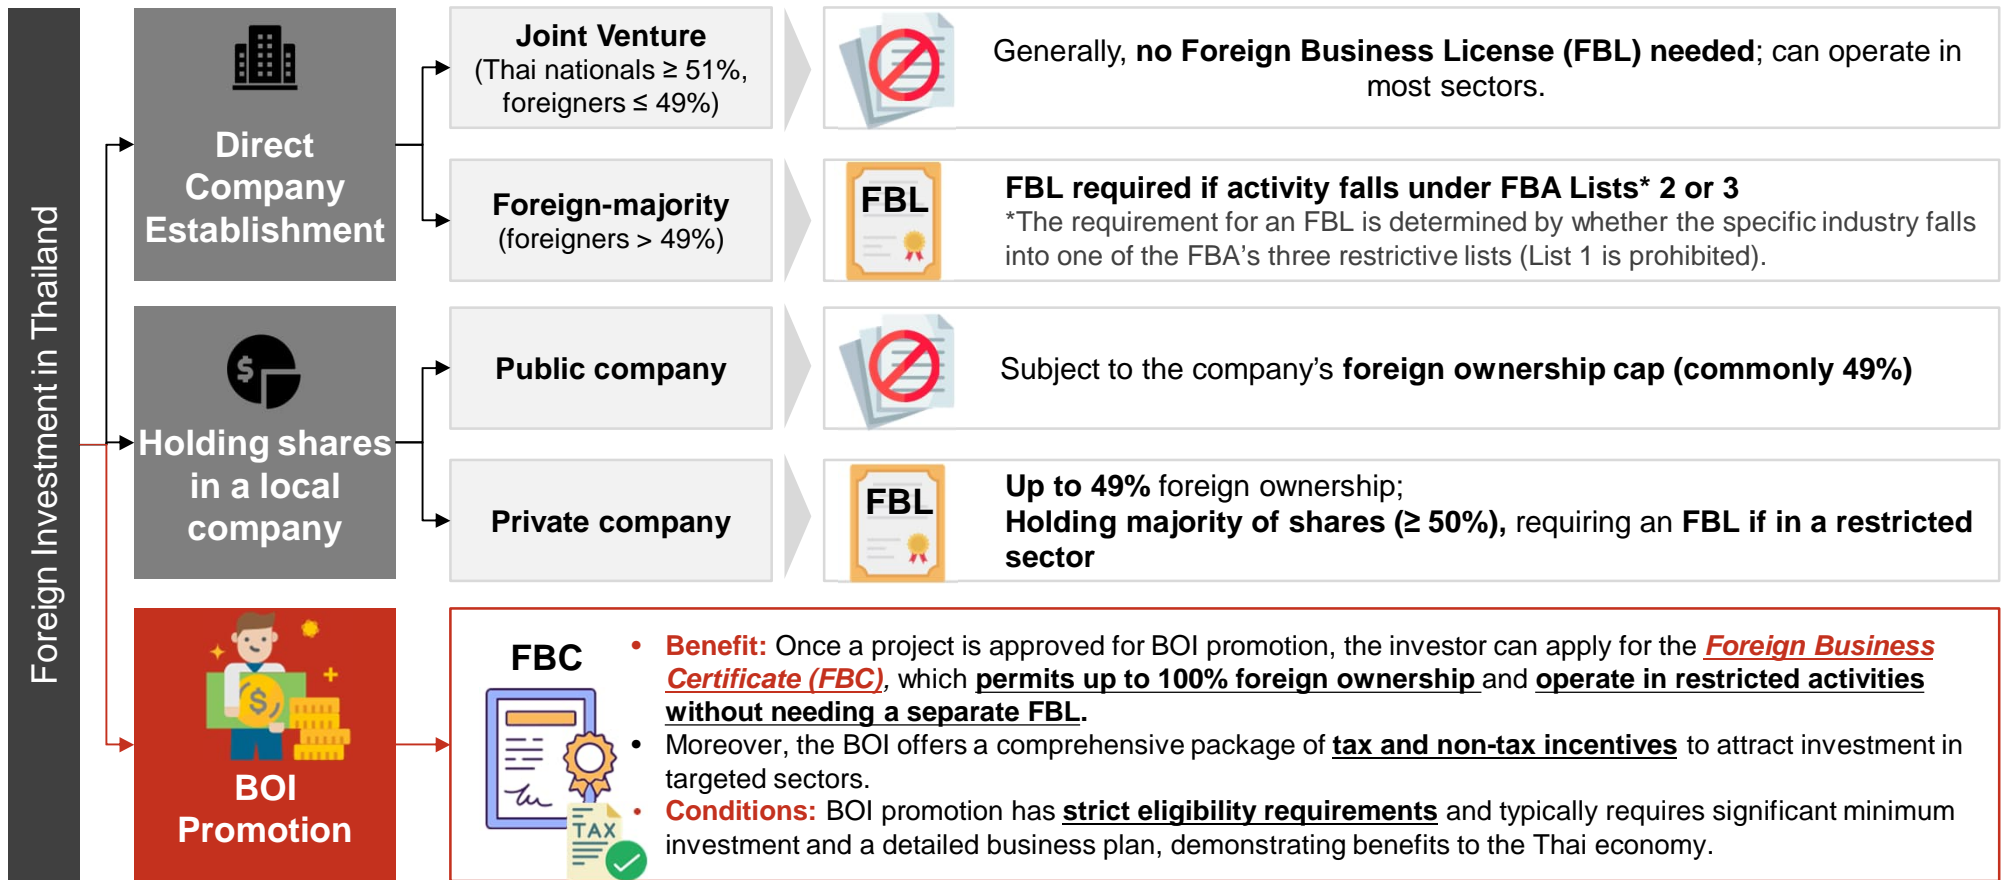 Foreign Investment in Thailand
Direct
Company
Establishment
Joint Venture
(Thai nationals ≥ 51%,
foreigners ≤ 49%)
Generally, no Foreign Business License (FBL) needed; can operate in
most sectors.
Foreign-majority
(foreigners > 49%)
FBL
FBL required if activity falls under FBA Lists* 2 or 3
*The requirement for an FBL is determined by whether the specific industry falls
into one of the FBA's three restrictive lists (List 1 is prohibited).
Holding shares
in a local
company
Public company
Subject to the company's foreign ownership cap (commonly 49%)
Private company
FBL
Up to 49% foreign ownership;
Holding majority of shares (≥ 50%), requiring an FBL if in a restricted
sector
BOI
Promotion
FBC
TAX
• Benefit: Once a project is approved for BOI promotion, the investor can apply for the Foreign Business
Certificate (FBC), which permits up to 100% foreign ownership and operate in restricted activities
without needing a separate FBL.
• Moreover, the BOI offers a comprehensive package of tax and non-tax incentives to attract investment in
targeted sectors.
• Conditions: BOI promotion has strict eligibility requirements and typically requires significant minimum
investment and a detailed business plan, demonstrating benefits to the Thai economy.